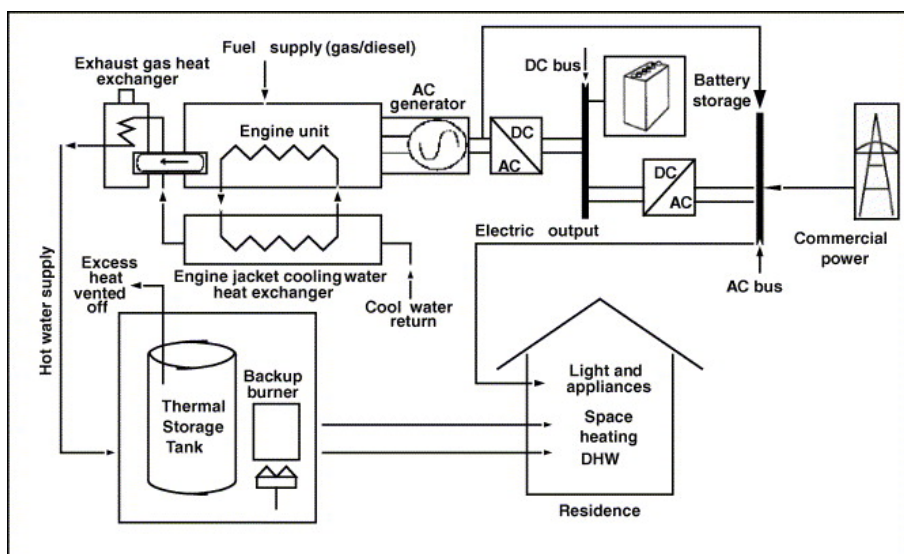 Fuel supply (gas/diesel)
Exhaust gas heat
exchanger
AC
generator
DC bus
Battery
storage
Engine unit
DC
AC
DC
AC
Electric output
Commercial
power
AC bus
Engine jacket cooling water
heat exchanger
Cool water
return
Excess
heat
vented
off
Hot water supply
Thermal
Storage
Tank
Backup
burner
Light and
appliances
Space
heating
DHW
Residence